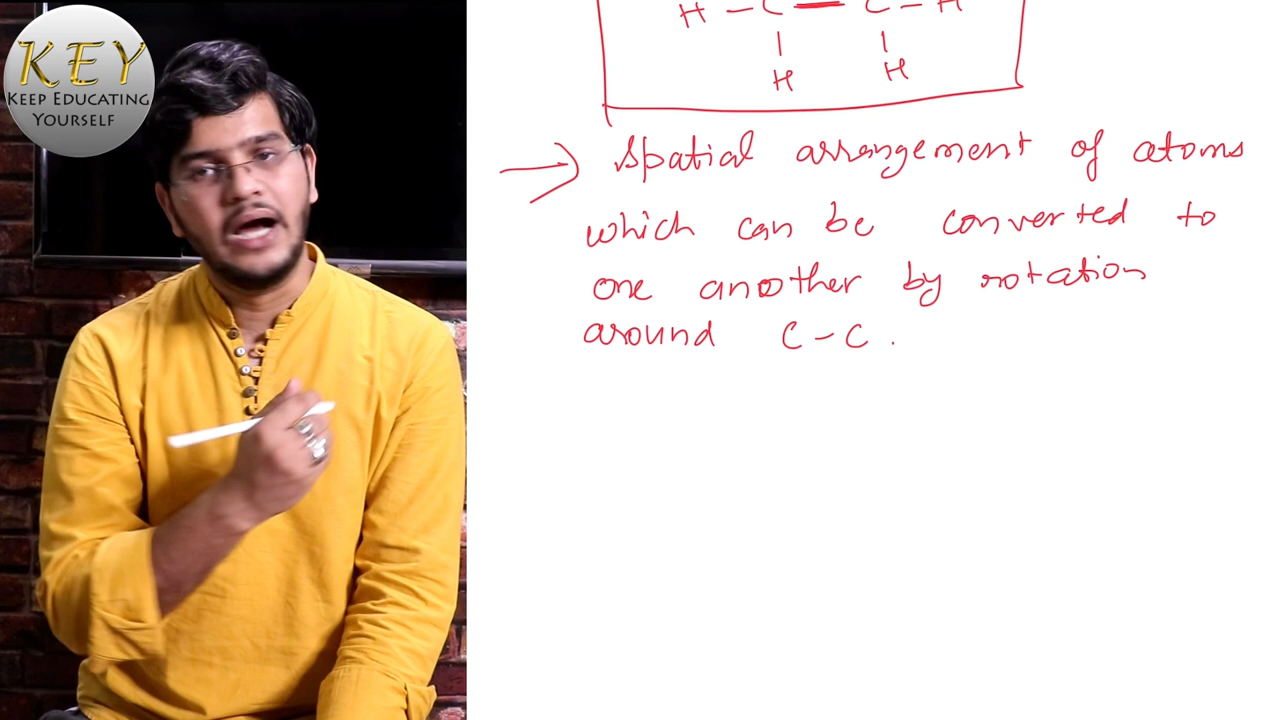 KEY
KEEP EDUCATING
YOURSELF
H - C - C - H
H H
Spatial arrangement of atoms
which can be converted to
one another by rotation
around C-C.